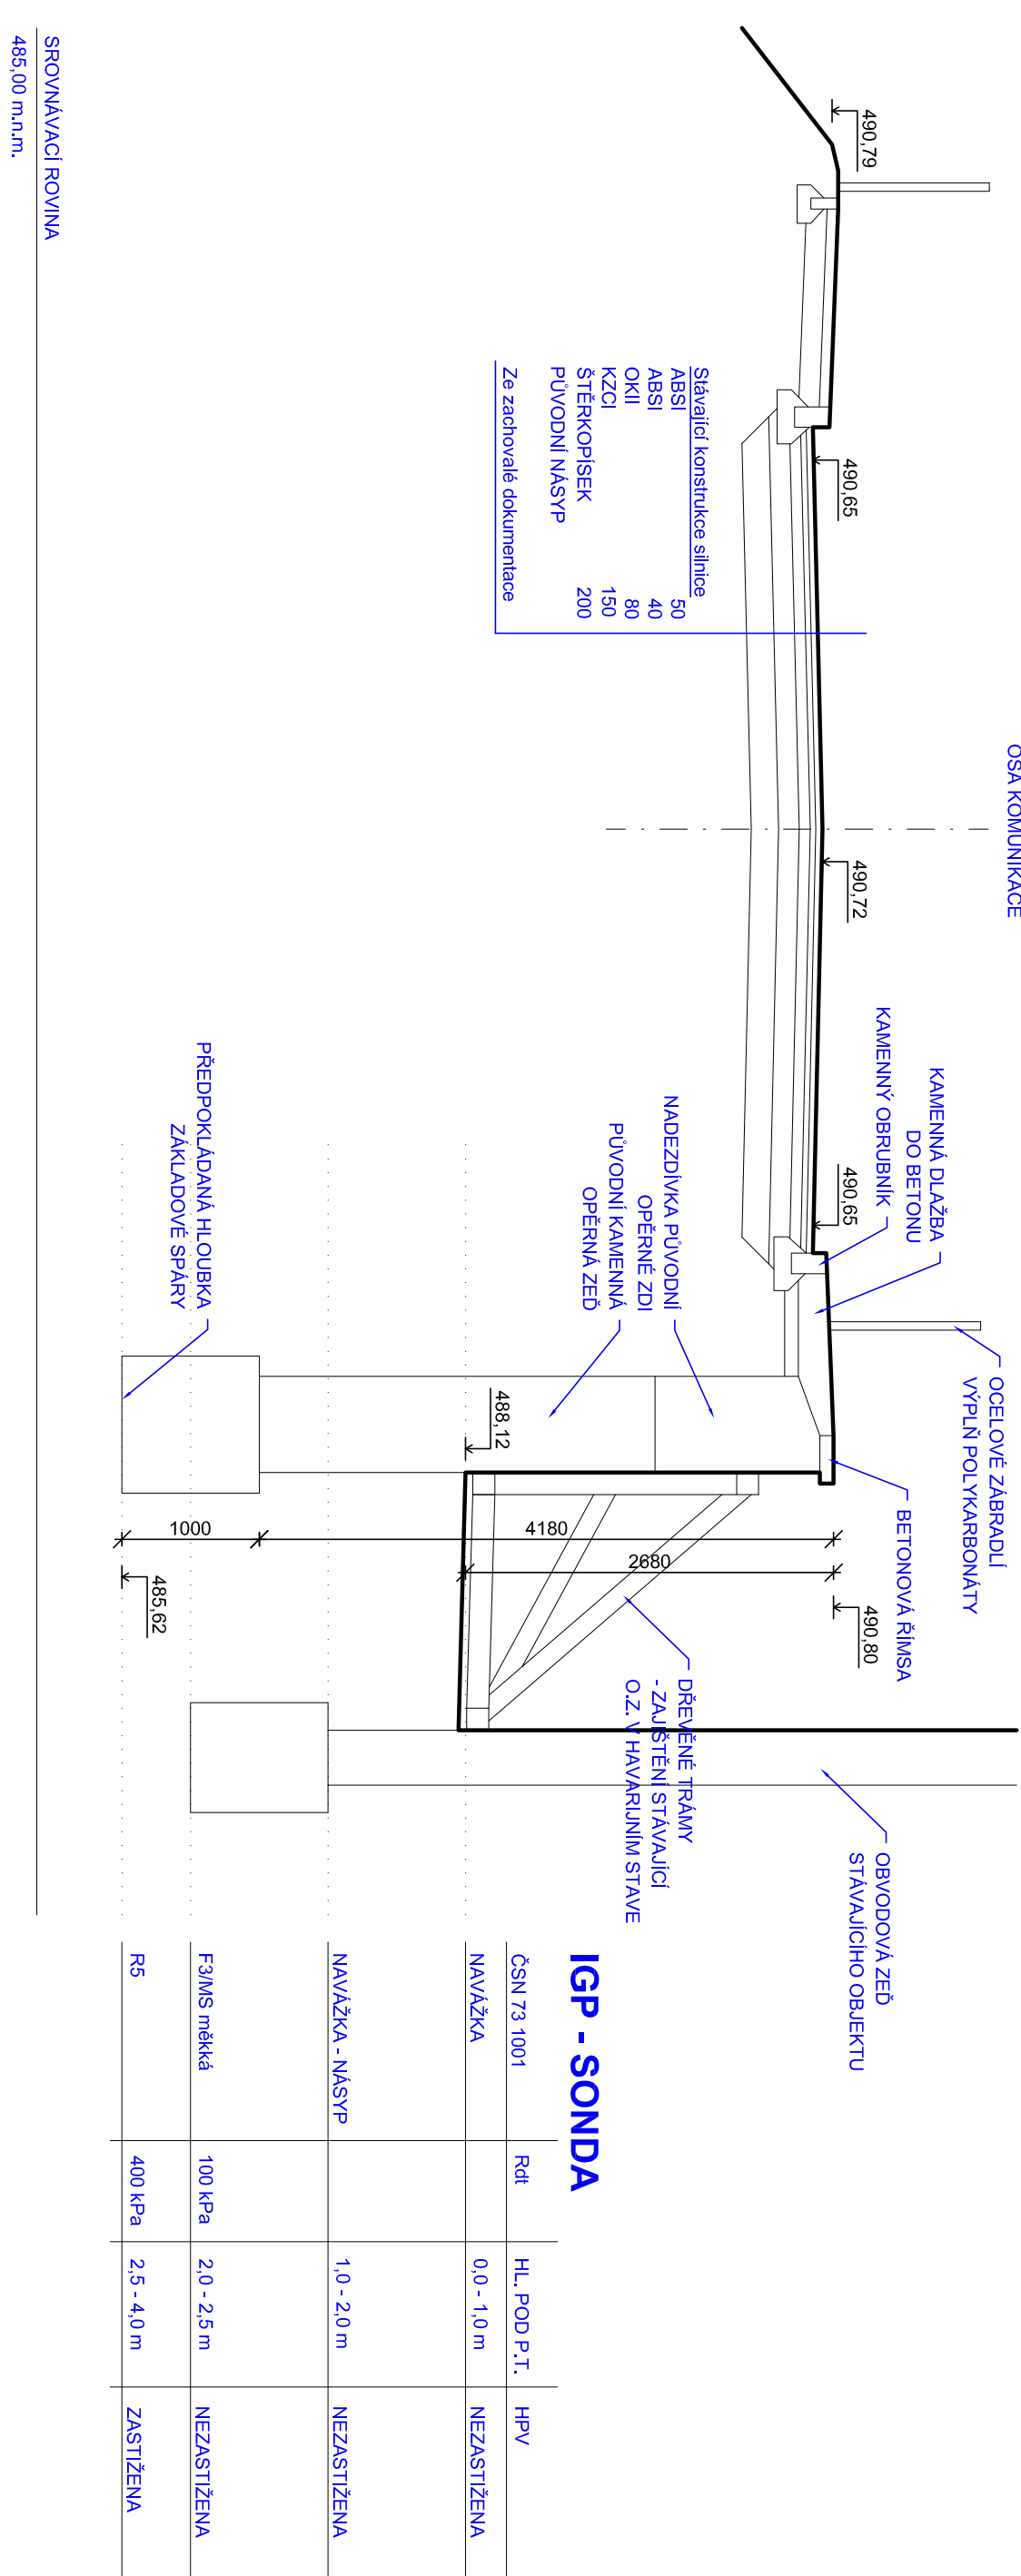 OSA KOMUNIKACE
490,79
490,65
490,72
490,65
KAMENNÁ DLAŽBA
DO BETONU
KAMENNÝ OBRUBNÍK
OCELOVÉ ZÁBRADLÍ
VÝPLŇ POLYKARBONÁTY
BETONOVÁ ŘÍMSA
490,80
OBVODOVÁ ZEĎ
STÁVAJÍCÍHO OBJEKTU
Stávající konstrukce silnice
ABSI 50
ABSI 40
OKII 80
KZCI 150
ŠTĚRKOPÍSEK 200
PŮVODNÍ NÁSYP
Ze zachovalé dokumentace
NADEZDÍVKA PŮVODNÍ
OPĚRNÉ ZDI
PŮVODNÍ KAMENNÁ
OPĚRNÁ ZEĎ
DŘEVĚNÉ TRÁMY
- ZAJIŠTĚNÍ STÁVAJÍCÍ
O.Z. V HAVARIJNÍM STAVE
2680
4180
488,12
1000
485,62
PŘEDPOKLÁDANÁ HLOUBKA
ZÁKLADOVÉ SPÁRY
IGP - SONDA
ČSN 73 1001 Rdt HL. POD P.T. HPV
NAVÁŽKA 0,0 - 1,0 m NEZASTIŽENA
NAVÁŽKA - NÁSYP 1,0 - 2,0 m NEZASTIŽENA
F3/MS měkká 100 kPa 2,0 - 2,5 m NEZASTIŽENA
R5 400 kPa 2,5 - 4,0 m ZASTIŽENA
SROVNÁVACÍ ROVINA
485,00 m.n.m.